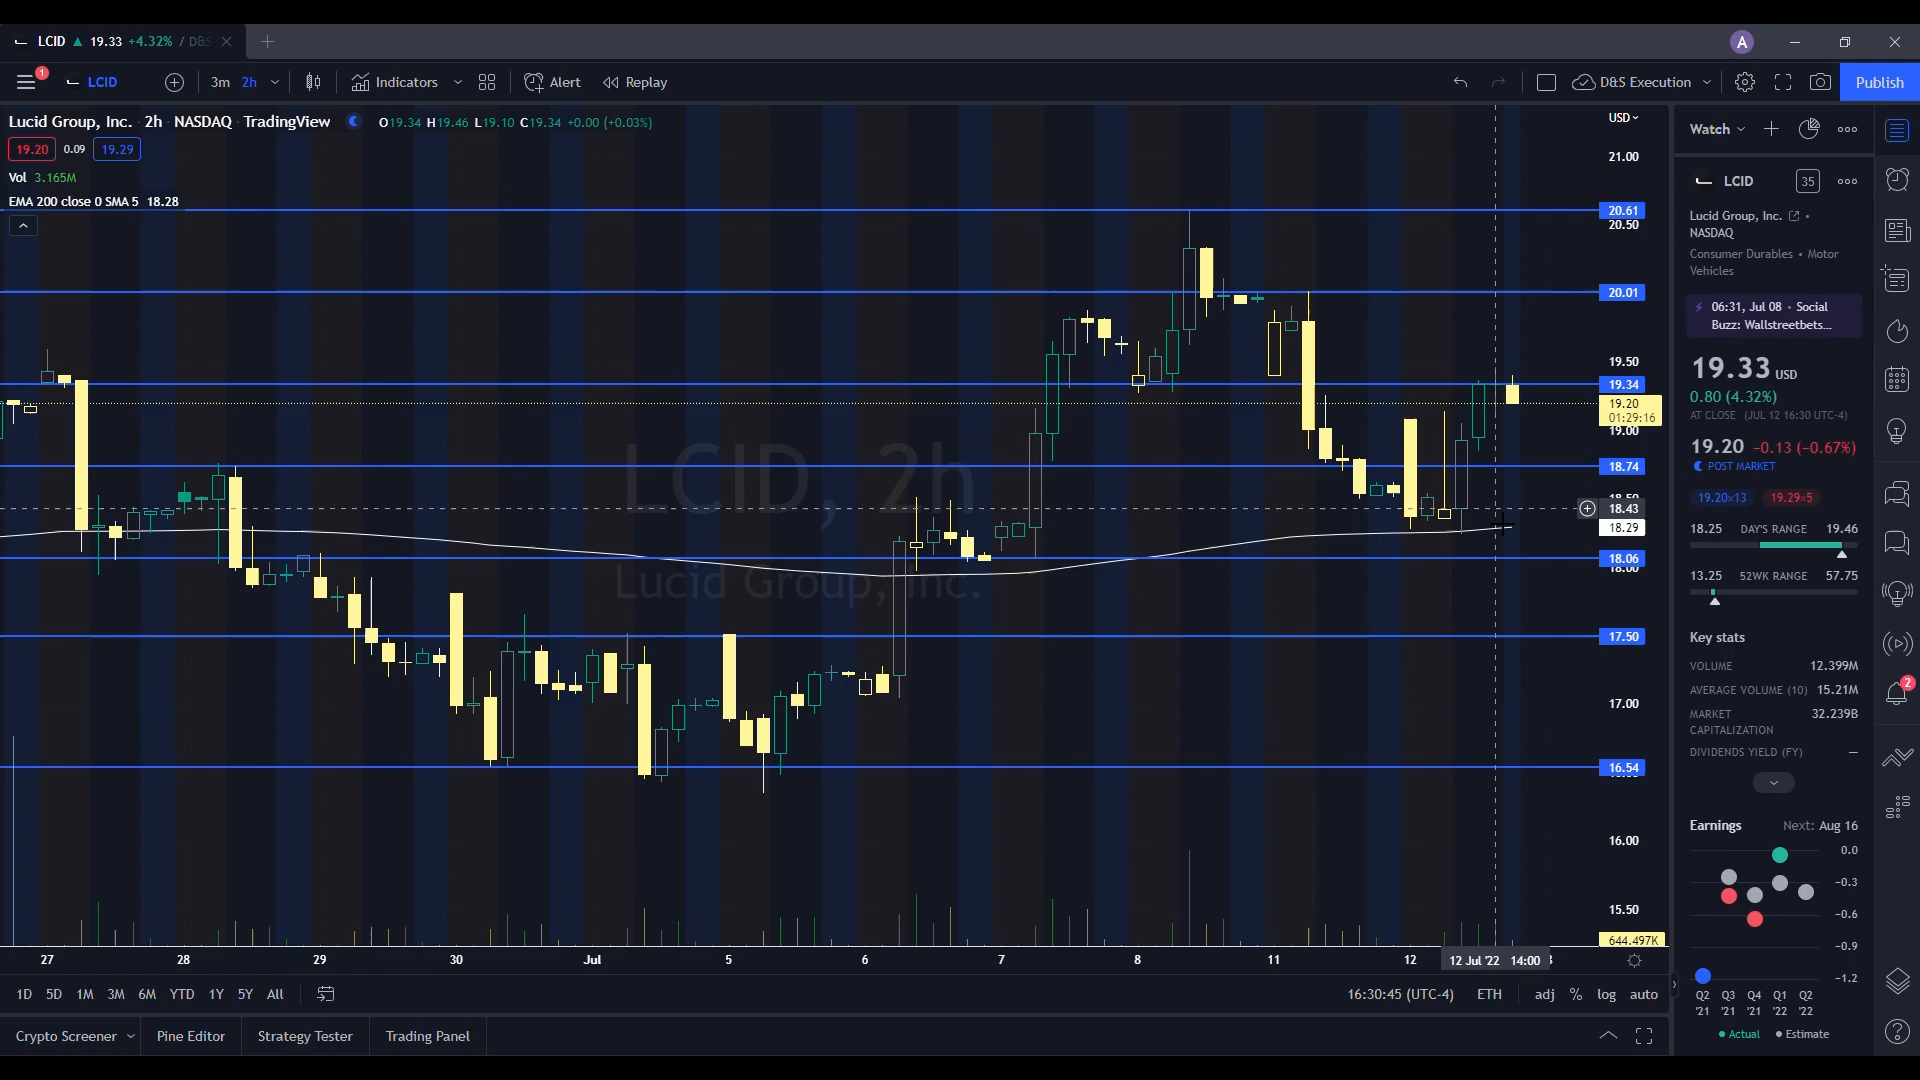 LCID ▲ 19.33 +4.32% / D&S
A
1
LCID
3m 2h
Indicators
Alert
Replay
D&S Execution
Publish
Lucid Group, Inc. · 2h · NASDAQ · TradingView
O19.34 H19.46 L19.10 C19.34 +0.00 (+0.03%)
19.20 0.09 19.29
Vol 3.165M
EMA 200 close 0 SMA 5 18.28
LCID, 2h
Lucid Group, Inc.
USD
21.00
20.61
20.50
20.01
19.50
19.34
19.20
01:29:16
19.00
18.74
18.50
18.43
18.29
18.06
18.00
17.50
17.00
16.54
16.00
15.50
644.497K
27 28 29 30 Jul 5 6 7 8 11 12 12 Jul '22 14:00
1D 5D 1M 3M 6M YTD 1Y 5Y All
16:30:45 (UTC-4) ETH adj % log auto
Crypto Screener Pine Editor Strategy Tester Trading Panel
Watch
LCID 35
Lucid Group, Inc. •
NASDAQ
Consumer Durables • Motor
Vehicles
06:31, Jul 08 • Social
Buzz: Wallstreetbets...
19.33 USD
0.80 (4.32%)
AT CLOSE (JUL 12 16:30 UTC-4)
19.20 −0.13 (−0.67%)
POST MARKET
19.20×13 19.29×5
18.25 DAY'S RANGE 19.46
13.25 52WK RANGE 57.75
Key stats
VOLUME 12.399M
AVERAGE VOLUME (10) 15.21M
MARKET 32.239B
CAPITALIZATION
DIVIDENDS YIELD (FY) —
Earnings Next: Aug 16
0.0
−0.3
−0.6
−0.9
−1.2
Q2 Q3 Q4 Q1 Q2
'21 '21 '21 '22 '22
Actual Estimate
2